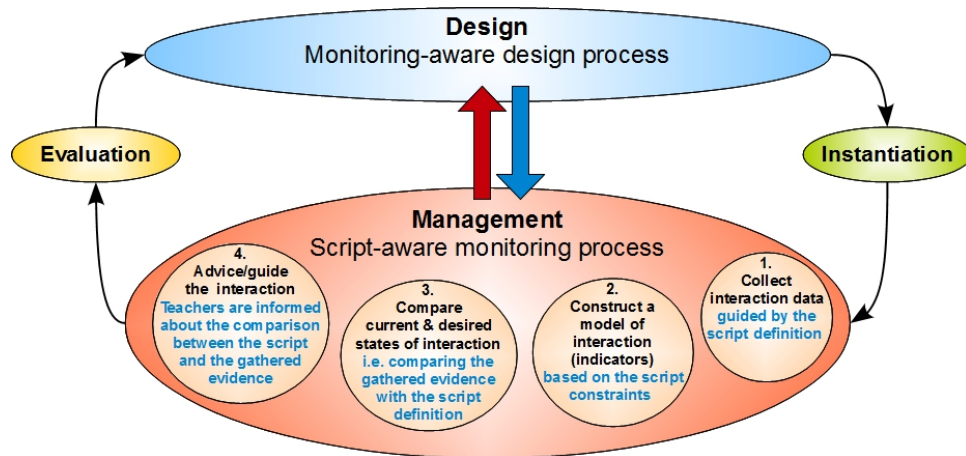 Design
Monitoring-aware design process
Evaluation
Instantiation
Management
Script-aware monitoring process
1.
Collect
interaction data
guided by the
script definition
2.
Construct a
model of
interaction
(indicators)
based on the script
constraints
3.
Compare
current & desired
states of interaction
i.e. comparing the
gathered evidence
with the script
definition
4.
Advice/guide
the interaction
Teachers are informed
about the comparison
between the script
and the gathered
evidence